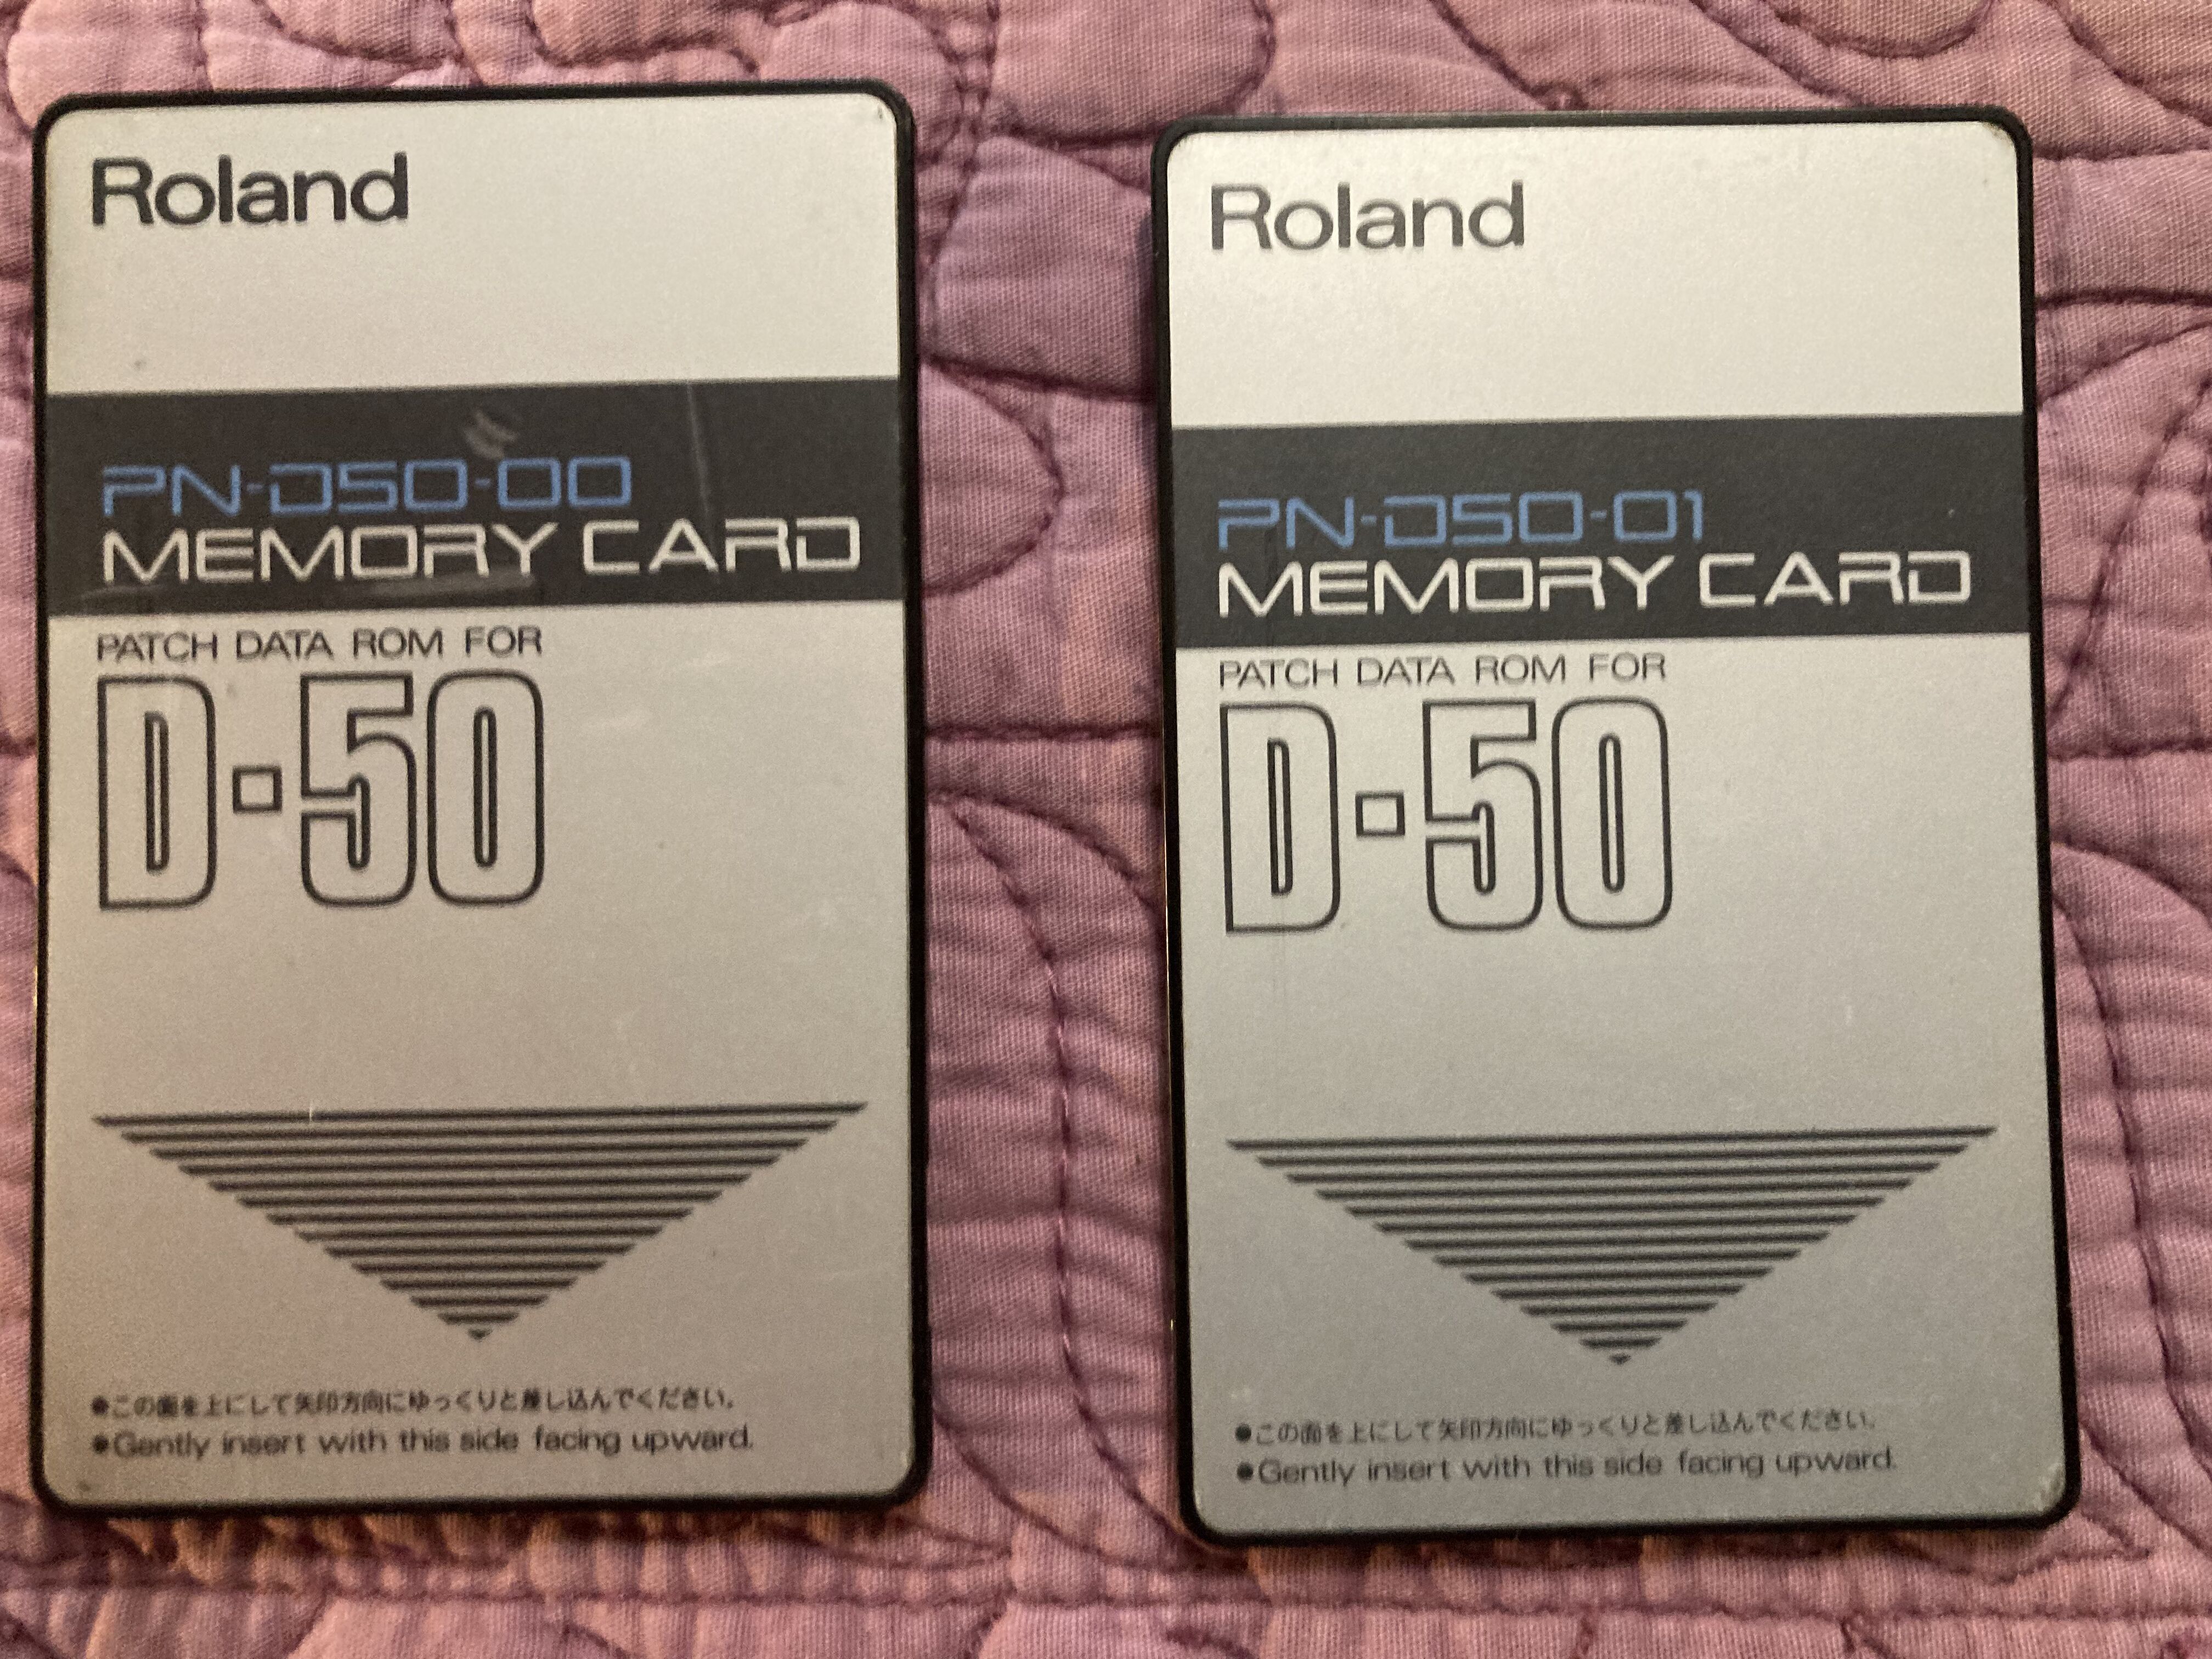 Roland
PN-D50-00
MEMORY CARD
PATCH DATA ROM FOR
D-50
●この面を上にして矢印方向にゆっくりと差し込んでください。
●Gently insert with this side facing upward.
Roland
PN-D50-01
MEMORY CARD
PATCH DATA ROM FOR
D-50
●この面を上にして矢印方向にゆっくりと差し込んでください。
●Gently insert with this side facing upward.